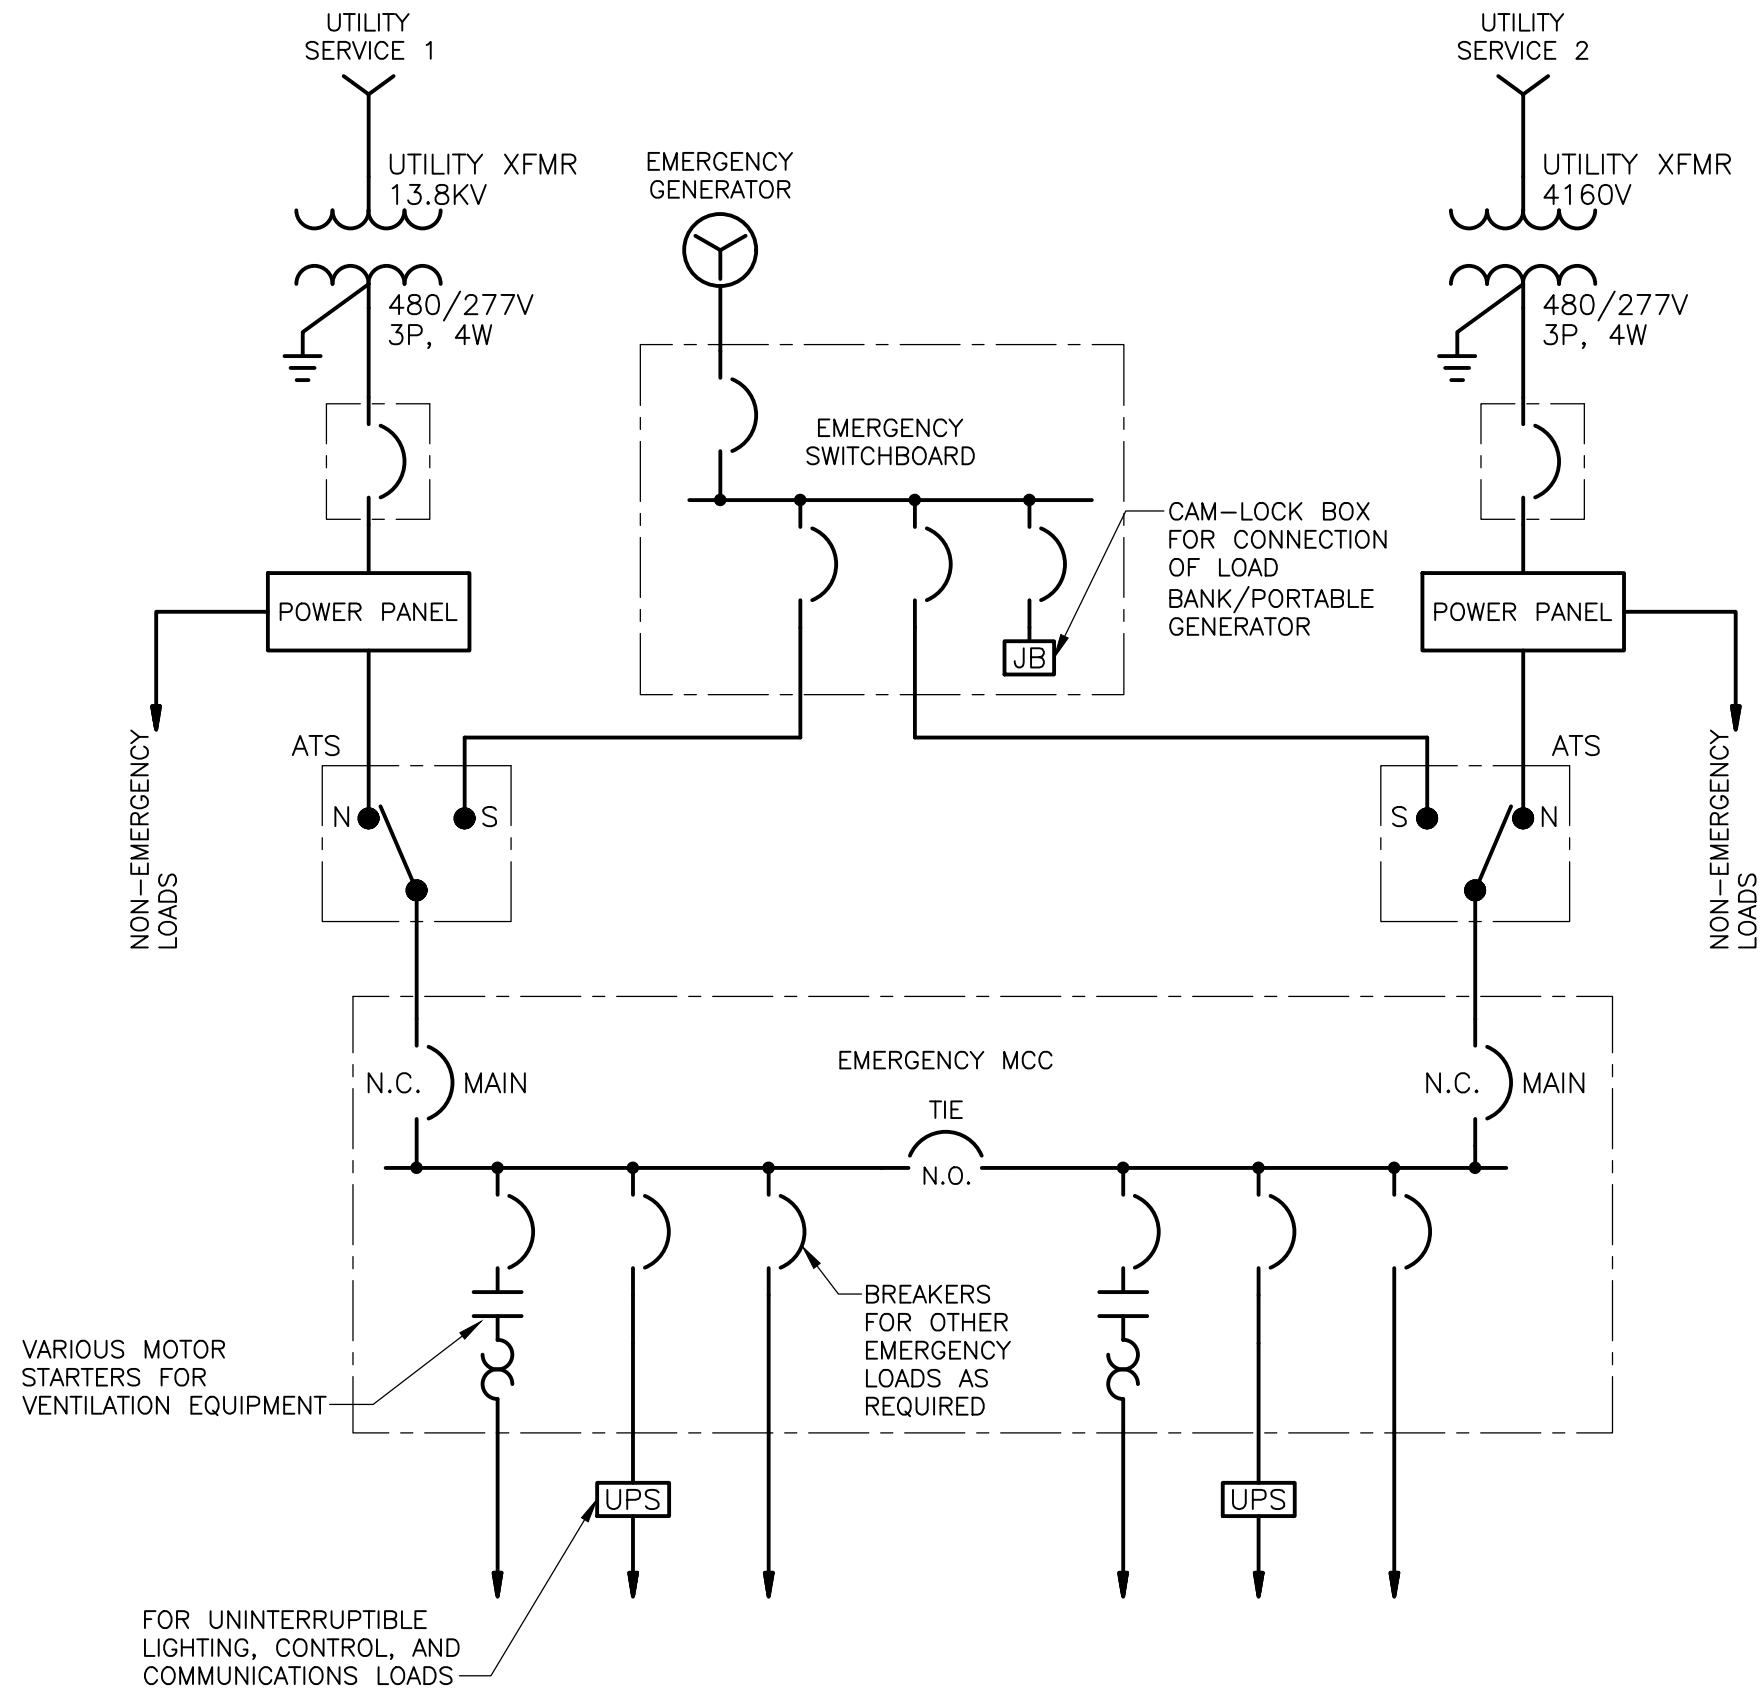 UTILITY
SERVICE 1
UTILITY
SERVICE 2
UTILITY XFMR
13.8KV
EMERGENCY
GENERATOR
UTILITY XFMR
4160V
480/277V
3P, 4W
480/277V
3P, 4W
EMERGENCY
SWITCHBOARD
CAM-LOCK BOX
FOR CONNECTION
OF LOAD
BANK/PORTABLE
GENERATOR
POWER PANEL
JB
POWER PANEL
NON-EMERGENCY
LOADS
ATS
N
S
ATS
S
N
NON-EMERGENCY
LOADS
EMERGENCY MCC
N.C.
MAIN
TIE
N.O.
N.C.
MAIN
VARIOUS MOTOR
STARTERS FOR
VENTILATION EQUIPMENT
BREAKERS
FOR OTHER
EMERGENCY
LOADS AS
REQUIRED
UPS
UPS
FOR UNINTERRUPTIBLE
LIGHTING, CONTROL, AND
COMMUNICATIONS LOADS